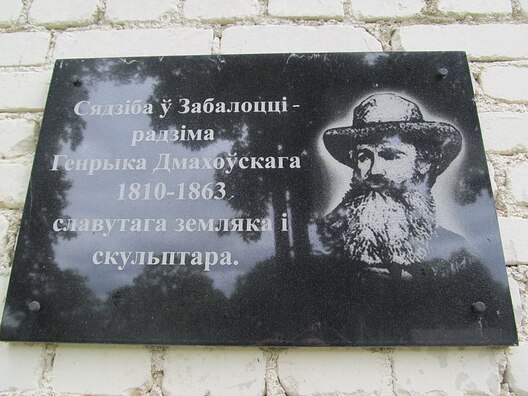 Сядзіба ў Забалоцці -
радзіма
Генрыка Дмахоўскага
1810-1863
славутага земляка і
скульптара.